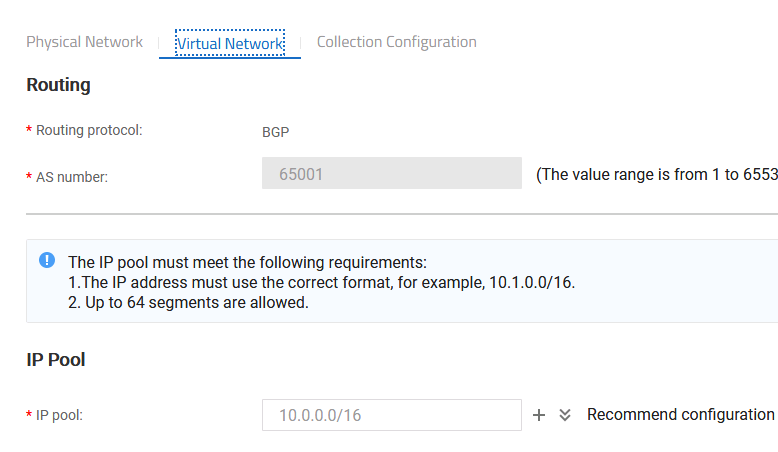 Physical Network Virtual Network Collection Configuration
Routing
* Routing protocol: BGP
* AS number: 65001 (The value range is from 1 to 6553
The IP pool must meet the following requirements:
1.The IP address must use the correct format, for example, 10.1.0.0/16.
2. Up to 64 segments are allowed.
IP Pool
* IP pool: 10.0.0.0/16 Recommend configuration